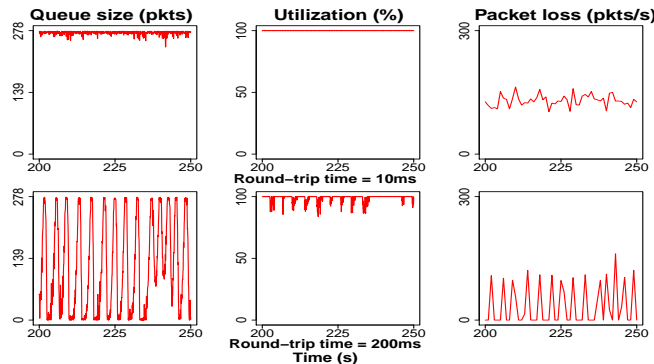 Queue size (pkts) Utilization (%) Packet loss (pkts/s)
278 100 300
139 50
0 0 0
200 225 250 200 225 250 200 225 250
Round-trip time = 10ms
278 100 300
139 50
0 0 0
200 225 250 200 225 250 200 225 250
Round-trip time = 200ms
Time (s)